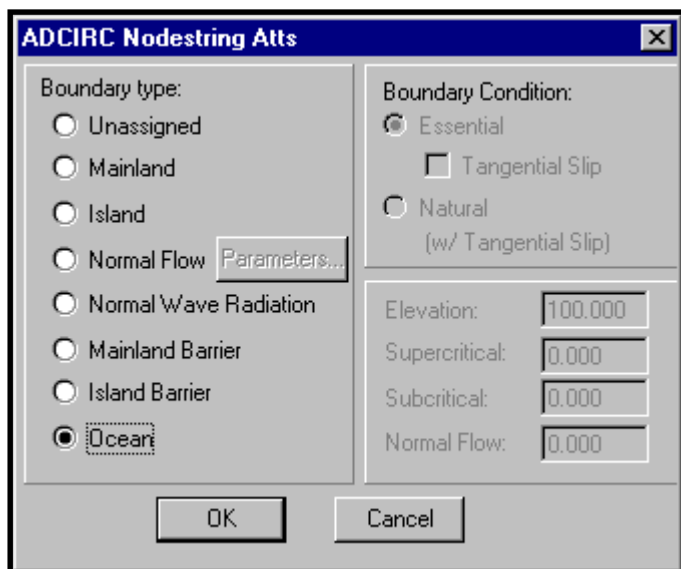 ADCIRC Nodestring Atts
Boundary type:
Unassigned
Mainland
Island
Normal Flow Parameters...
Normal Wave Radiation
Mainland Barrier
Island Barrier
Ocean
Boundary Condition:
Essential
Tangential Slip
Natural
(w/ Tangential Slip)
Elevation: 100.000
Supercritical: 0.000
Subcritical: 0.000
Normal Flow: 0.000
OK Cancel